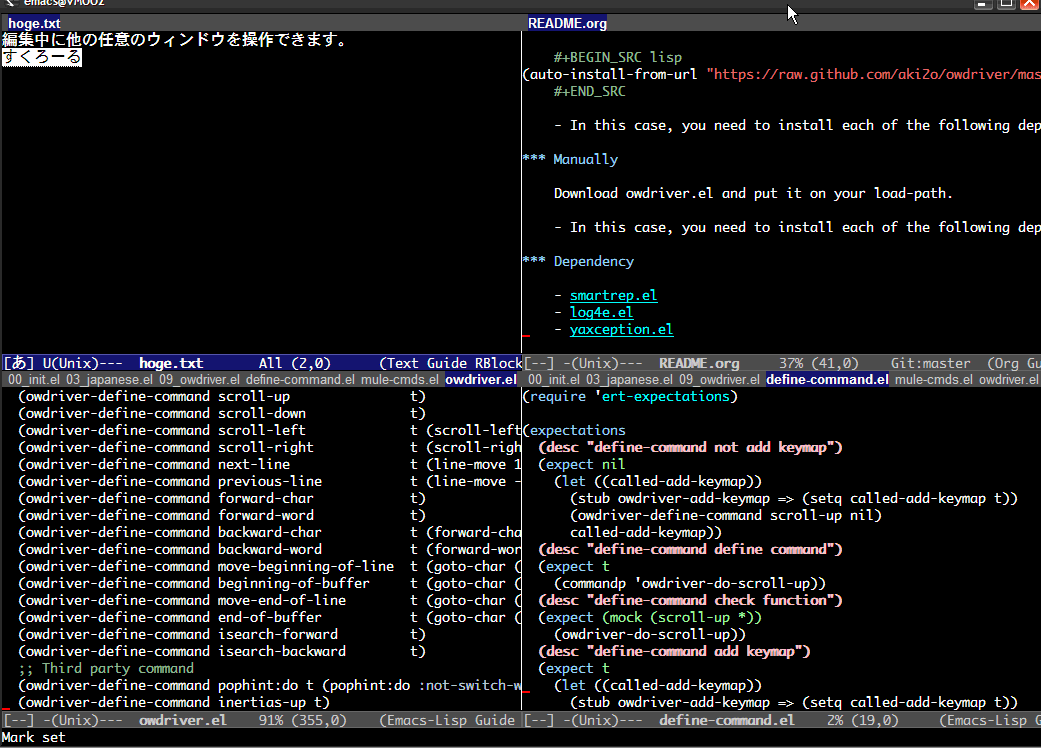 emacs@VMUU2
hoge.txt
編集中に他の任意のウィンドウを操作できます。
すくろーる
[あ] U(Unix)--- hoge.txt All (2,0) (Text Guide RBlock
README.org
#+BEGIN_SRC lisp
(auto-install-from-url "https://raw.github.com/aki2o/owdriver/mas
#+END_SRC
- In this case, you need to install each of the following dep
*** Manually
Download owdriver.el and put it on your load-path.
- In this case, you need to install each of the following dep
*** Dependency
- smartrep.el
- log4e.el
- yaxception.el
[--] -(Unix)--- README.org 37% (41,0) Git:master (Org Gu
00_init.el 03_japanese.el 09_owdriver.el define-command.el mule-cmds.el owdriver.el
(owdriver-define-command scroll-up t)
(owdriver-define-command scroll-down t)
(owdriver-define-command scroll-left t (scroll-left
(owdriver-define-command scroll-right t (scroll-righ
(owdriver-define-command next-line t (line-move 1
(owdriver-define-command previous-line t (line-move -
(owdriver-define-command forward-char t)
(owdriver-define-command forward-word t)
(owdriver-define-command backward-char t (forward-cha
(owdriver-define-command backward-word t (forward-wor
(owdriver-define-command move-beginning-of-line t (goto-char (
(owdriver-define-command beginning-of-buffer t (goto-char (
(owdriver-define-command move-end-of-line t (goto-char (
(owdriver-define-command end-of-buffer t (goto-char (
(owdriver-define-command isearch-forward t)
(owdriver-define-command isearch-backward t)
;; Third party command
(owdriver-define-command pophint:do t (pophint:do :not-switch-w
(owdriver-define-command inertias-up t)
[--] -(Unix)--- owdriver.el 91% (355,0) (Emacs-Lisp Guide
00_init.el 03_japanese.el 09_owdriver.el define-command.el mule-cmds.el owdriver.el
(require 'ert-expectations)
(expectations
(desc "define-command not add keymap")
(expect nil
(let ((called-add-keymap))
(stub owdriver-add-keymap => (setq called-add-keymap t))
(owdriver-define-command scroll-up nil)
called-add-keymap))
(desc "define-command define command")
(expect t
(commandp 'owdriver-do-scroll-up))
(desc "define-command check function")
(expect (mock (scroll-up *))
(owdriver-do-scroll-up))
(desc "define-command add keymap")
(expect t
(let ((called-add-keymap))
(stub owdriver-add-keymap => (setq called-add-keymap t))
[--] -(Unix)--- define-command.el 2% (19,0) (Emacs-Lisp G
Mark set